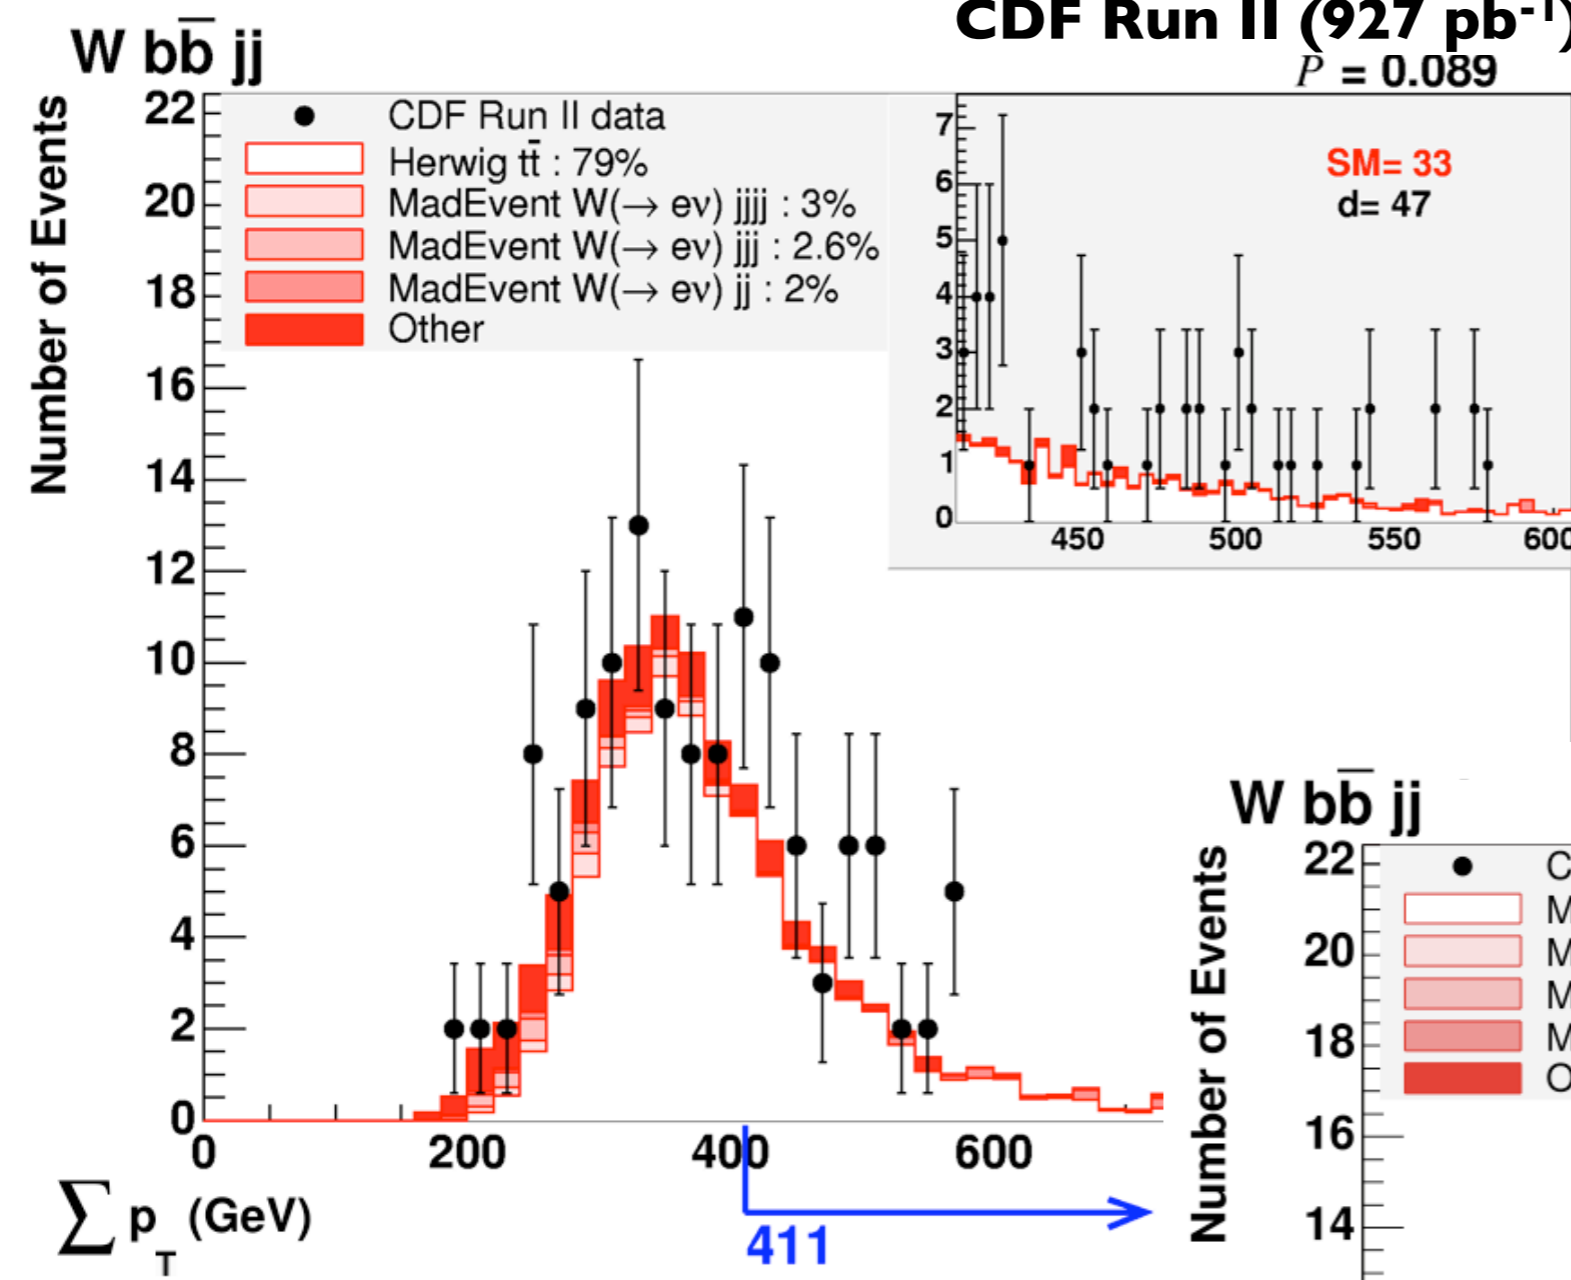 CDF Run II (927 pb-1)
W bb̅ jj
P = 0.089
Number of Events
22
20
18
16
14
12
10
8
6
4
2
0
CDF Run II data
Herwig tt̅ : 79%
MadEvent W(→ eν) jjjj : 3%
MadEvent W(→ eν) jjj : 2.6%
MadEvent W(→ eν) jj : 2%
Other
7
6
5
4
3
2
1
0
SM= 33
d= 47
450 500 550 600
0 200 400 600
∑ pT (GeV)
411
W bb̅ jj
Number of Events
22
20
18
16
14
C
M
M
M
M
O